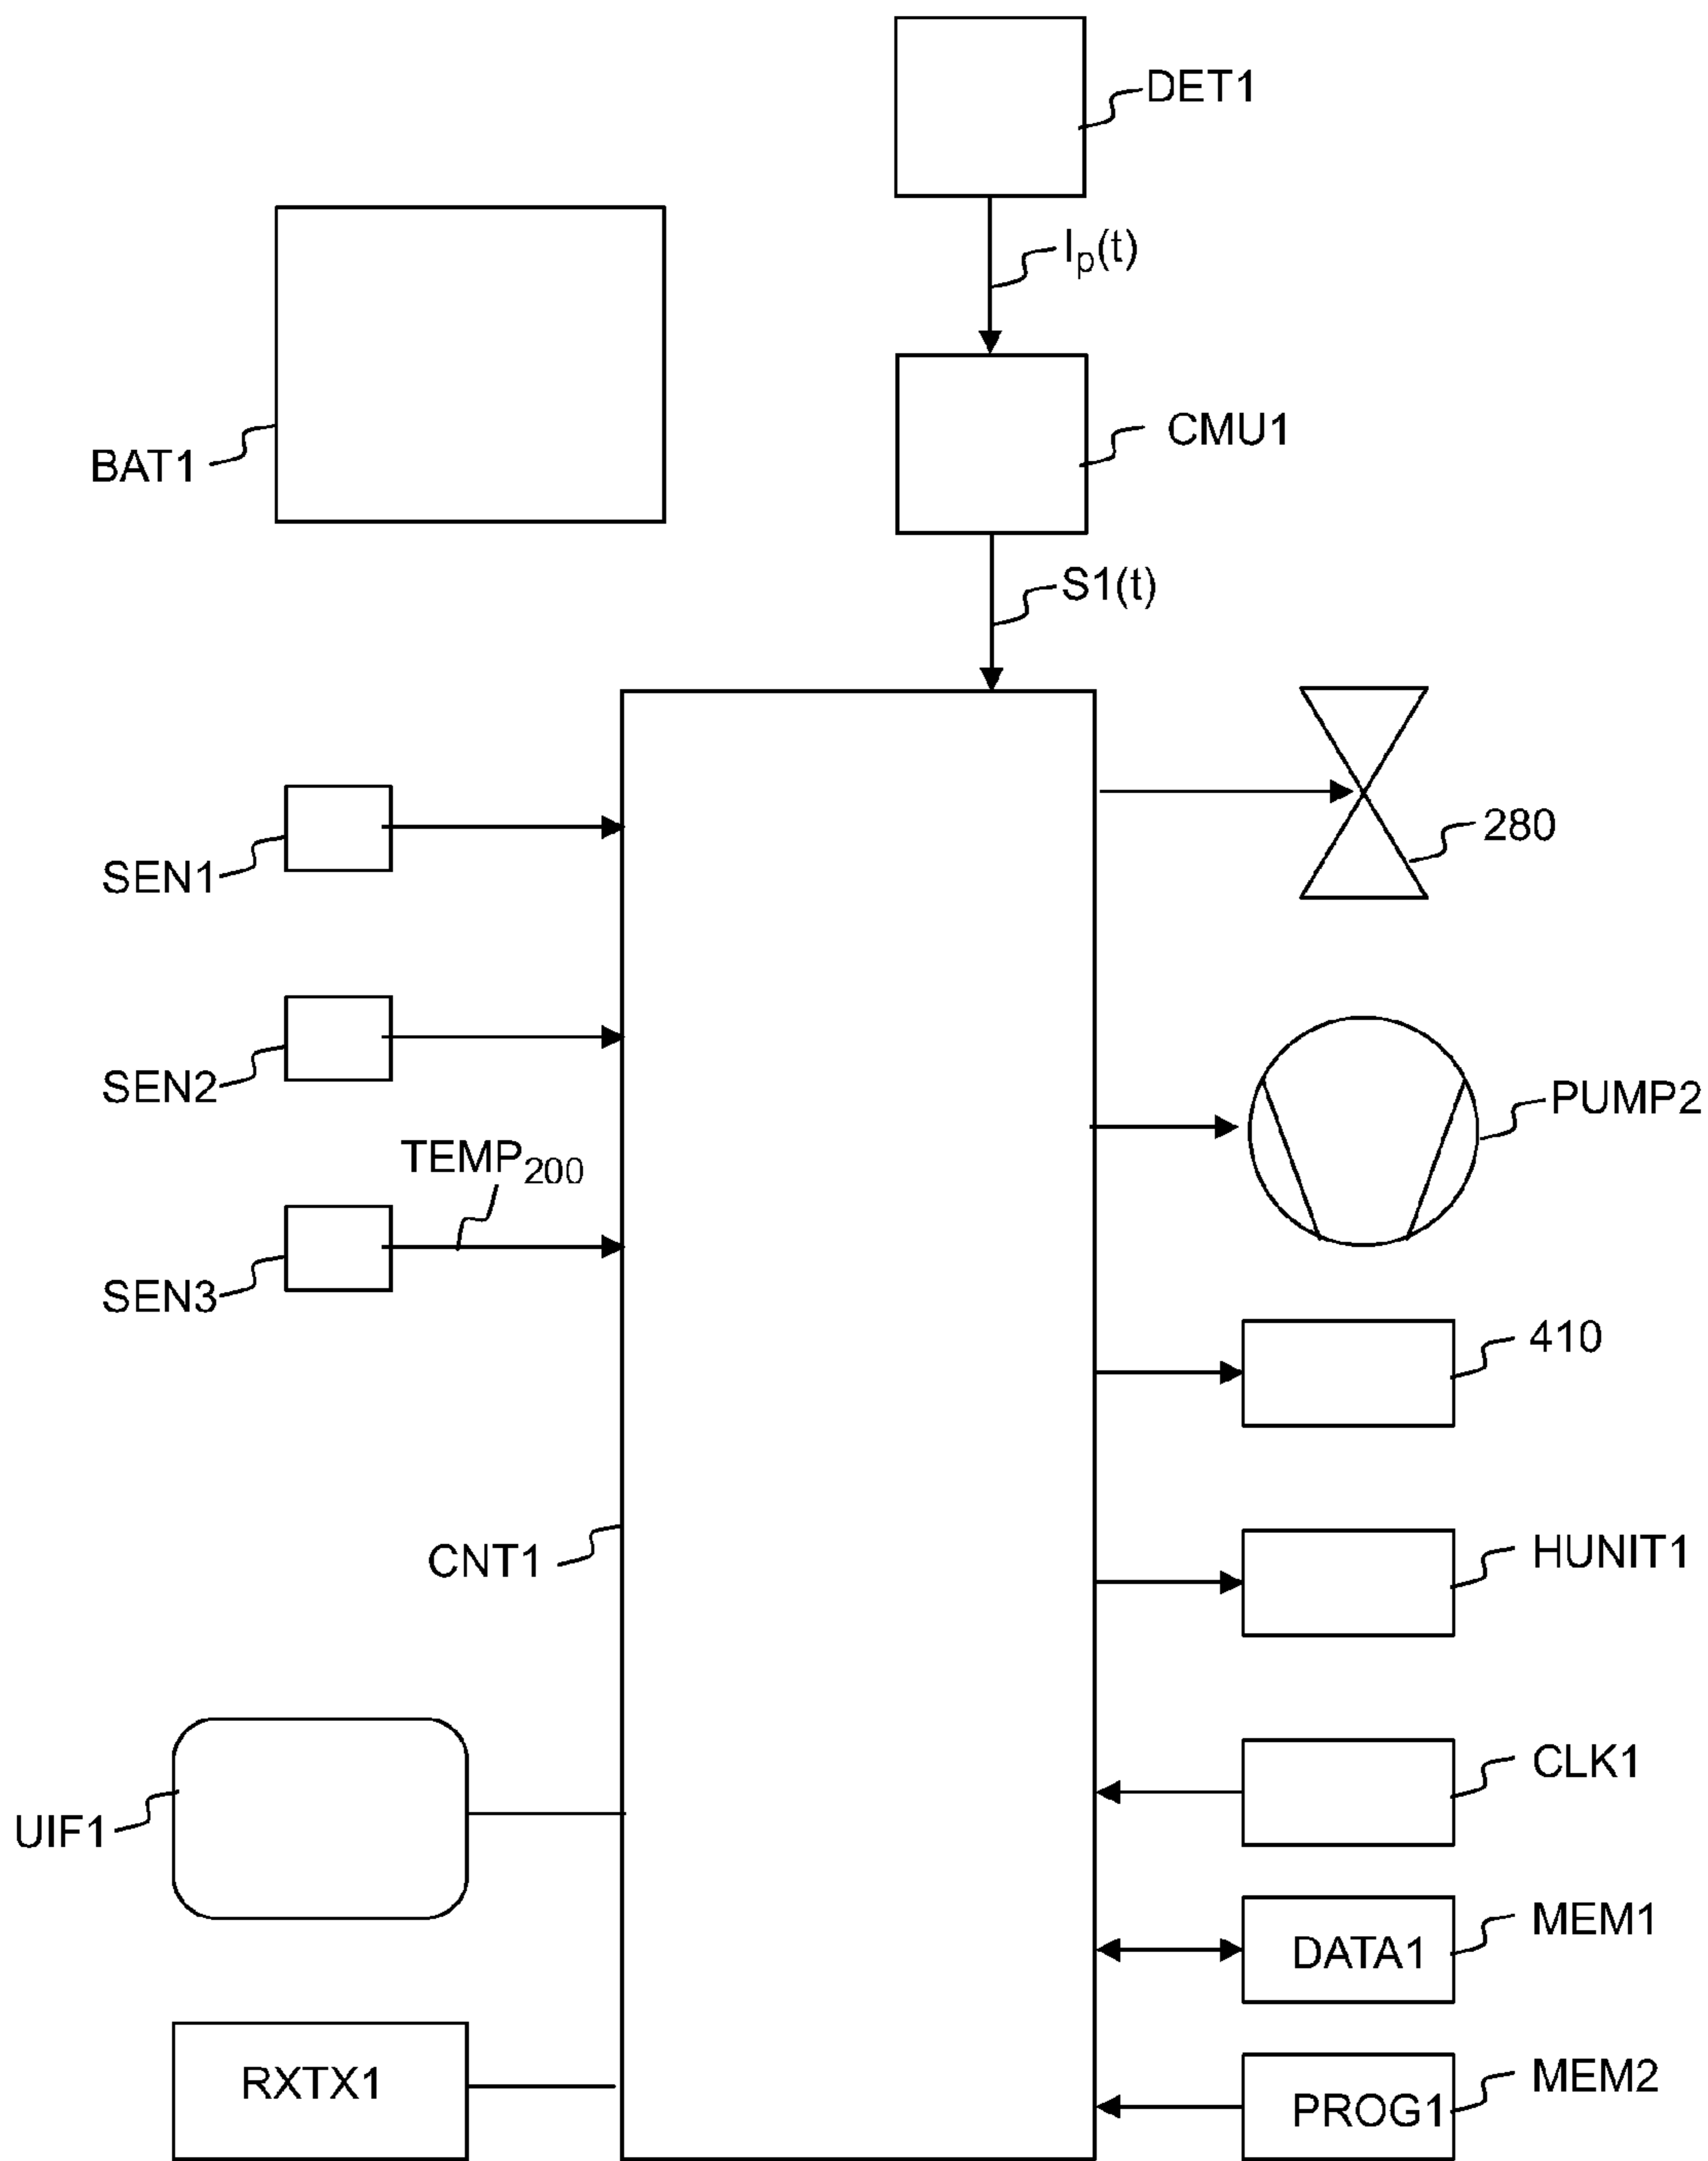 DET1
Ip(t)
BAT1
CMU1
S1(t)
280
SEN1
SEN2
PUMP2
TEMP200
SEN3
410
CNT1
HUNIT1
CLK1
UIF1
MEM1
DATA1
RXTX1
MEM2
PROG1